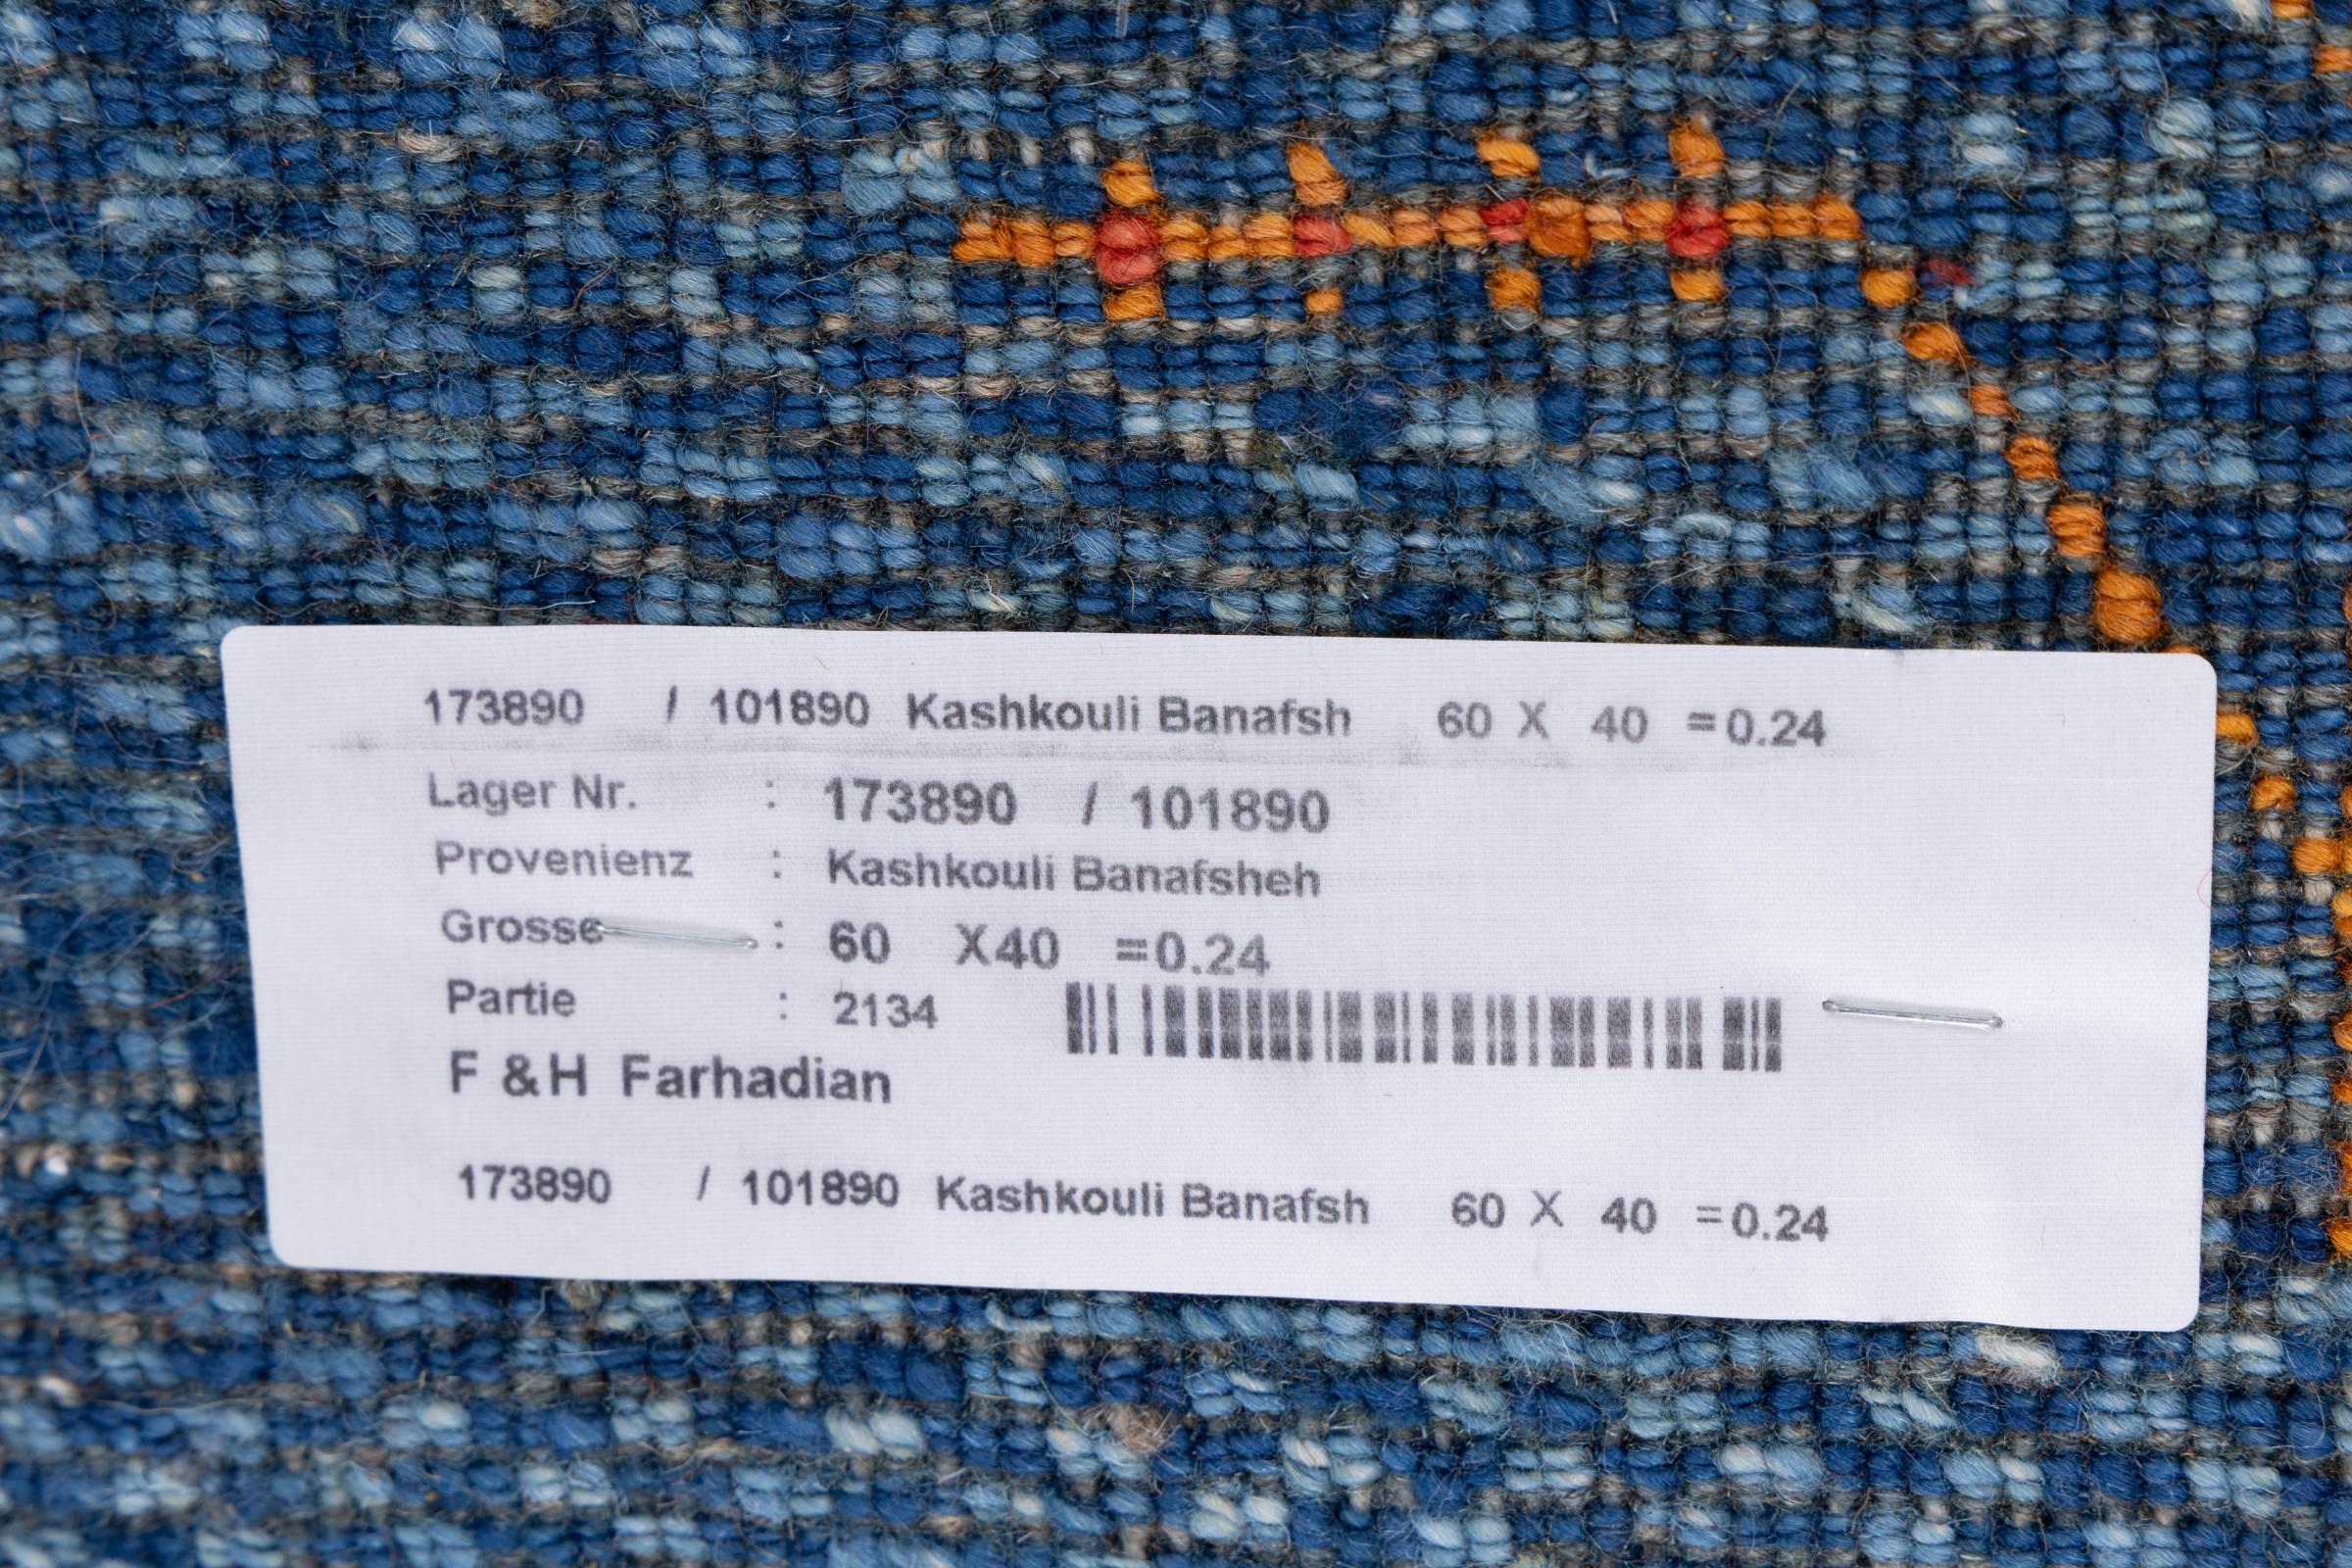 173890 / 101890 Kashkouli Banafsh 60 X 40 =0.24
Lager Nr. : 173890 / 101890
Provenienz : Kashkouli Banafsheh
Grosse : 60 X40 =0.24
Partie : 2134
F & H Farhadian
173890 / 101890 Kashkouli Banafsh 60 X 40 =0.24